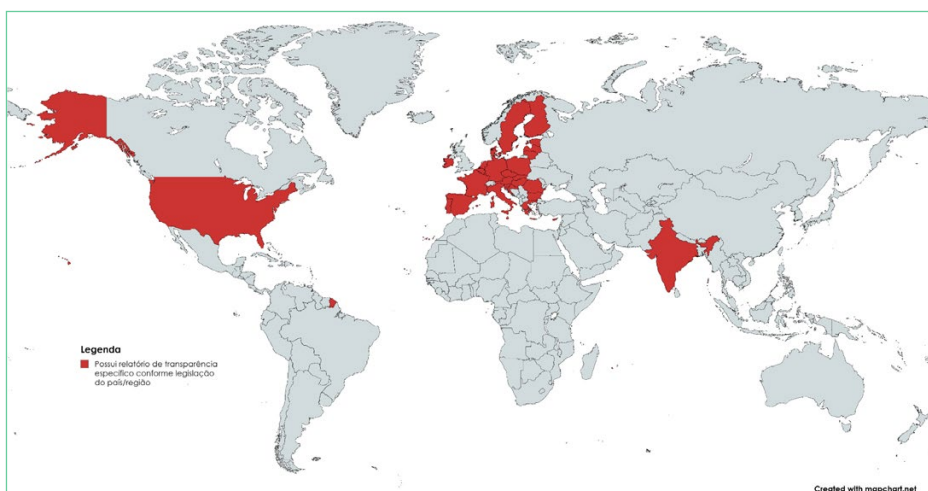 Legenda
Possui relatório de transparência
específico conforme legislação
do país/região
Created with mapchart.net